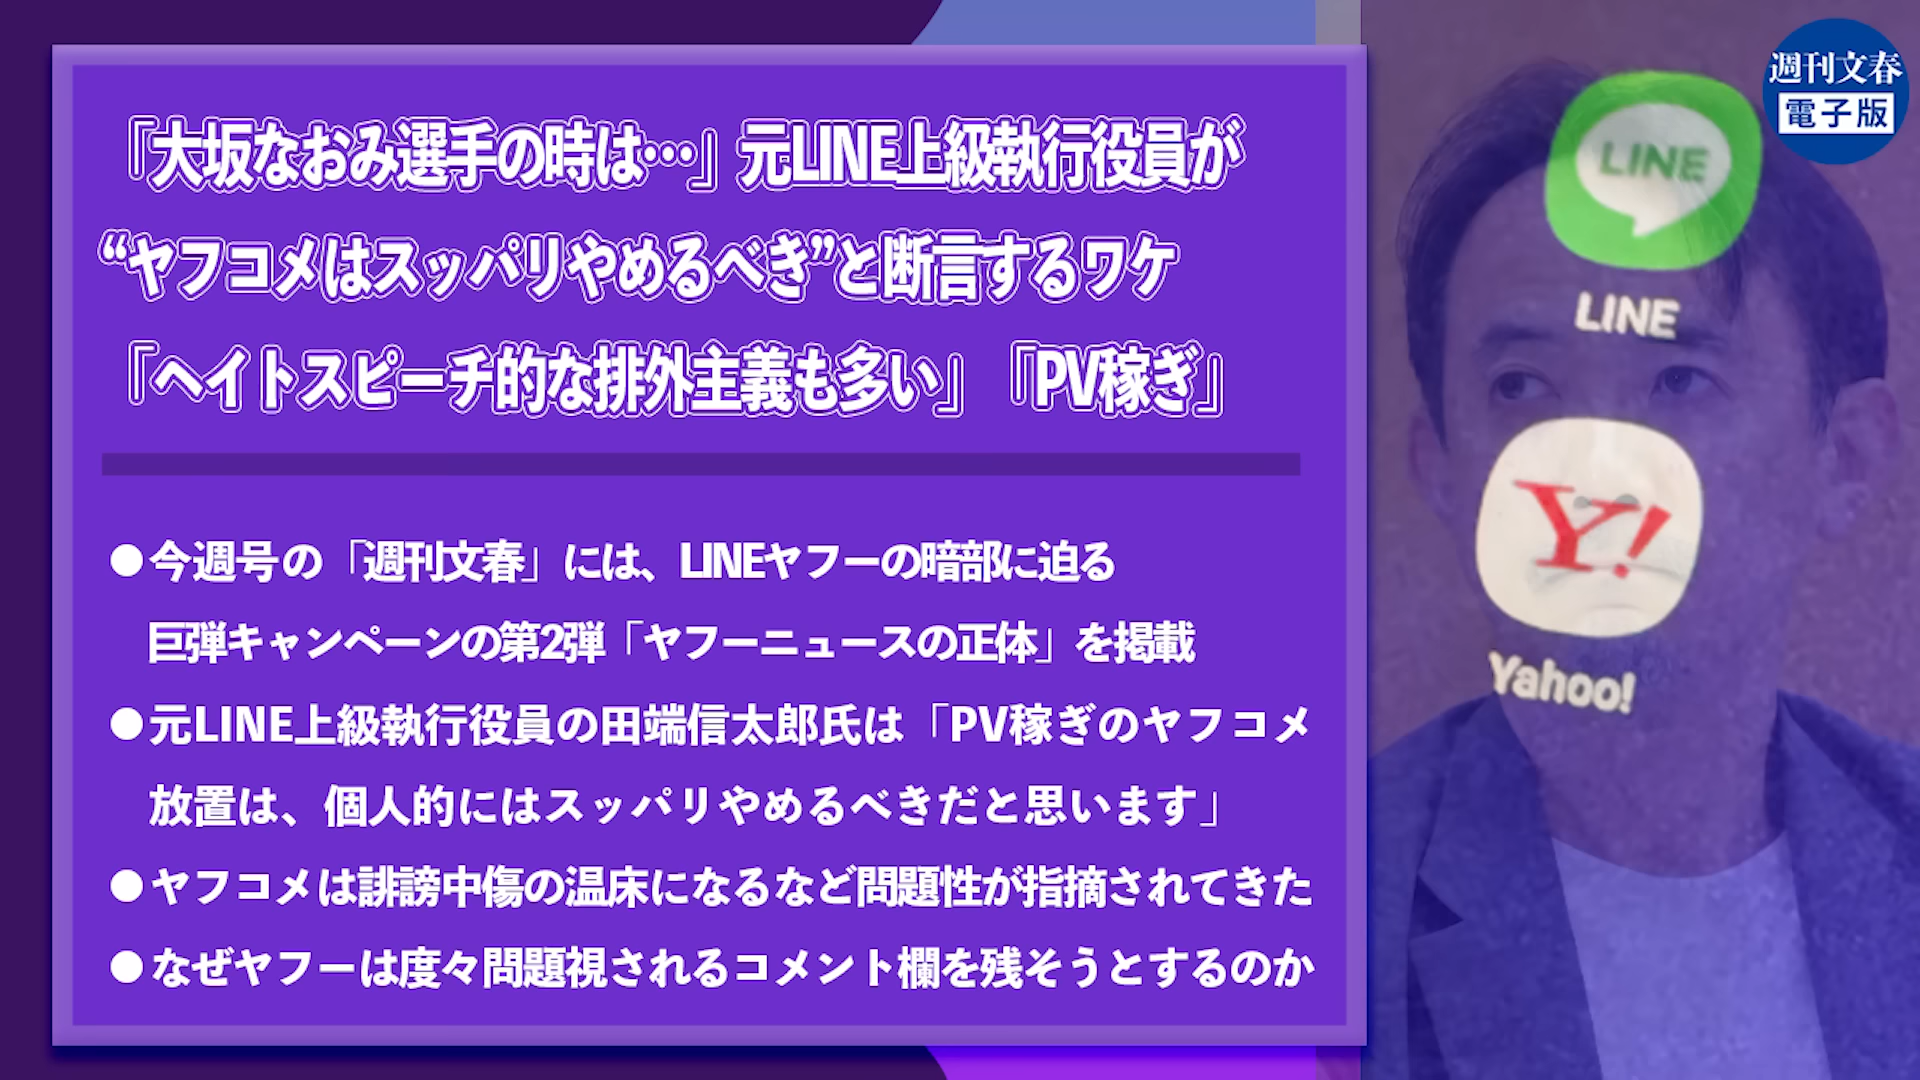 「大坂なおみ選手の時は…」元LINE上級執行役員が
“ヤフコメはスッパリやめるべき”と断言するワケ
「ヘイトスピーチ的な排外主義も多い」「PV稼ぎ」
●今週号の「週刊文春」には、LINEヤフーの暗部に迫る
巨弾キャンペーンの第2弾「ヤフーニュースの正体」を掲載
●元LINE上級執行役員の田端信太郎氏は「PV稼ぎのヤフコメ
放置は、個人的にはスッパリやめるべきだと思います」
●ヤフコメは誹謗中傷の温床になるなど問題性が指摘されてきた
●なぜヤフーは度々問題視されるコメント欄を残そうとするのか
週刊文春
電子版
LINE
LINE
Y!
Yahoo!